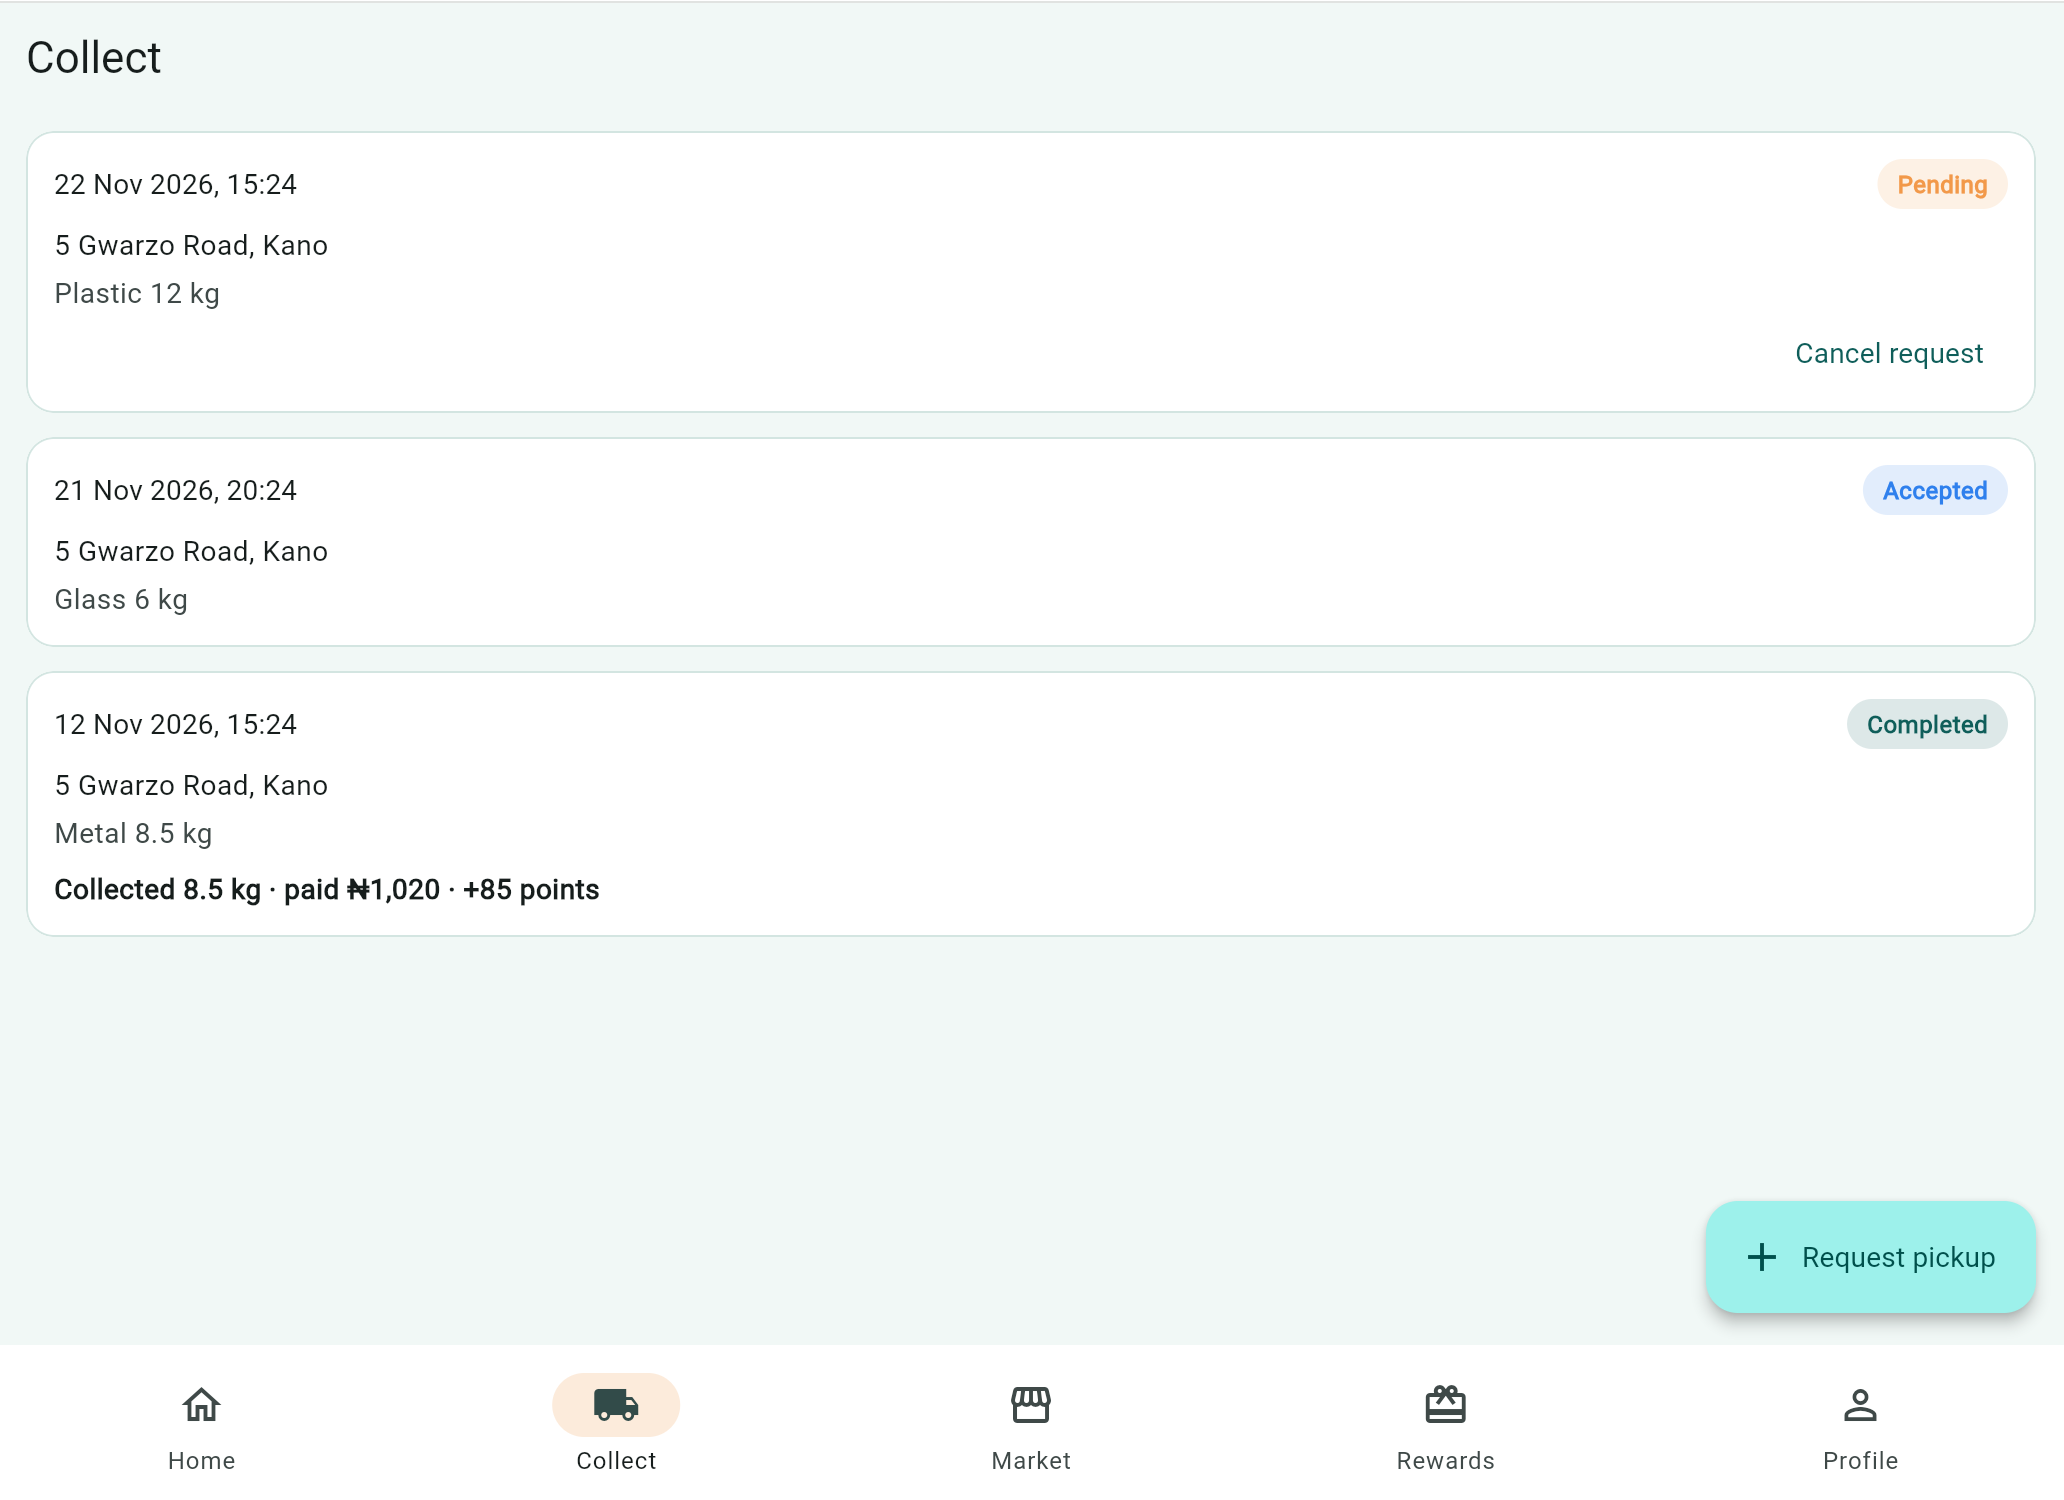 Collect
22 Nov 2026, 15:24
Pending
5 Gwarzo Road, Kano
Plastic 12 kg
Cancel request
21 Nov 2026, 20:24
Accepted
5 Gwarzo Road, Kano
Glass 6 kg
12 Nov 2026, 15:24
Completed
5 Gwarzo Road, Kano
Metal 8.5 kg
Collected 8.5 kg · paid ₦1,020 · +85 points
Request pickup
Home
Collect
Market
Rewards
Profile